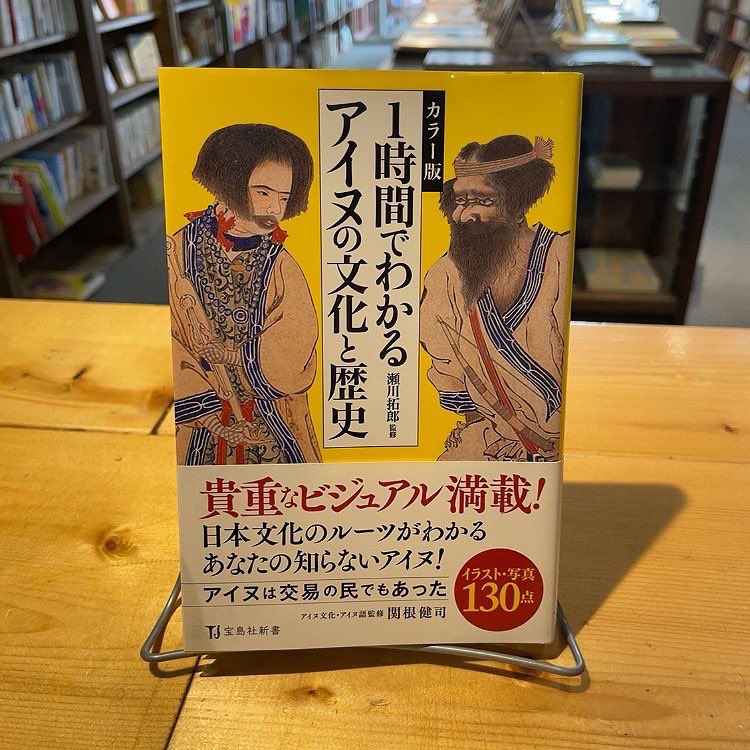 カラー版
1時間でわかる
アイヌの文化と歴史
瀬川拓郎 監修
貴重なビジュアル満載!
日本文化のルーツがわかる
あなたの知らないアイヌ!
アイヌは交易の民でもあった
アイヌ文化・アイヌ語監修 関根健司
イラスト・写真
130点
TJ 宝島社新書